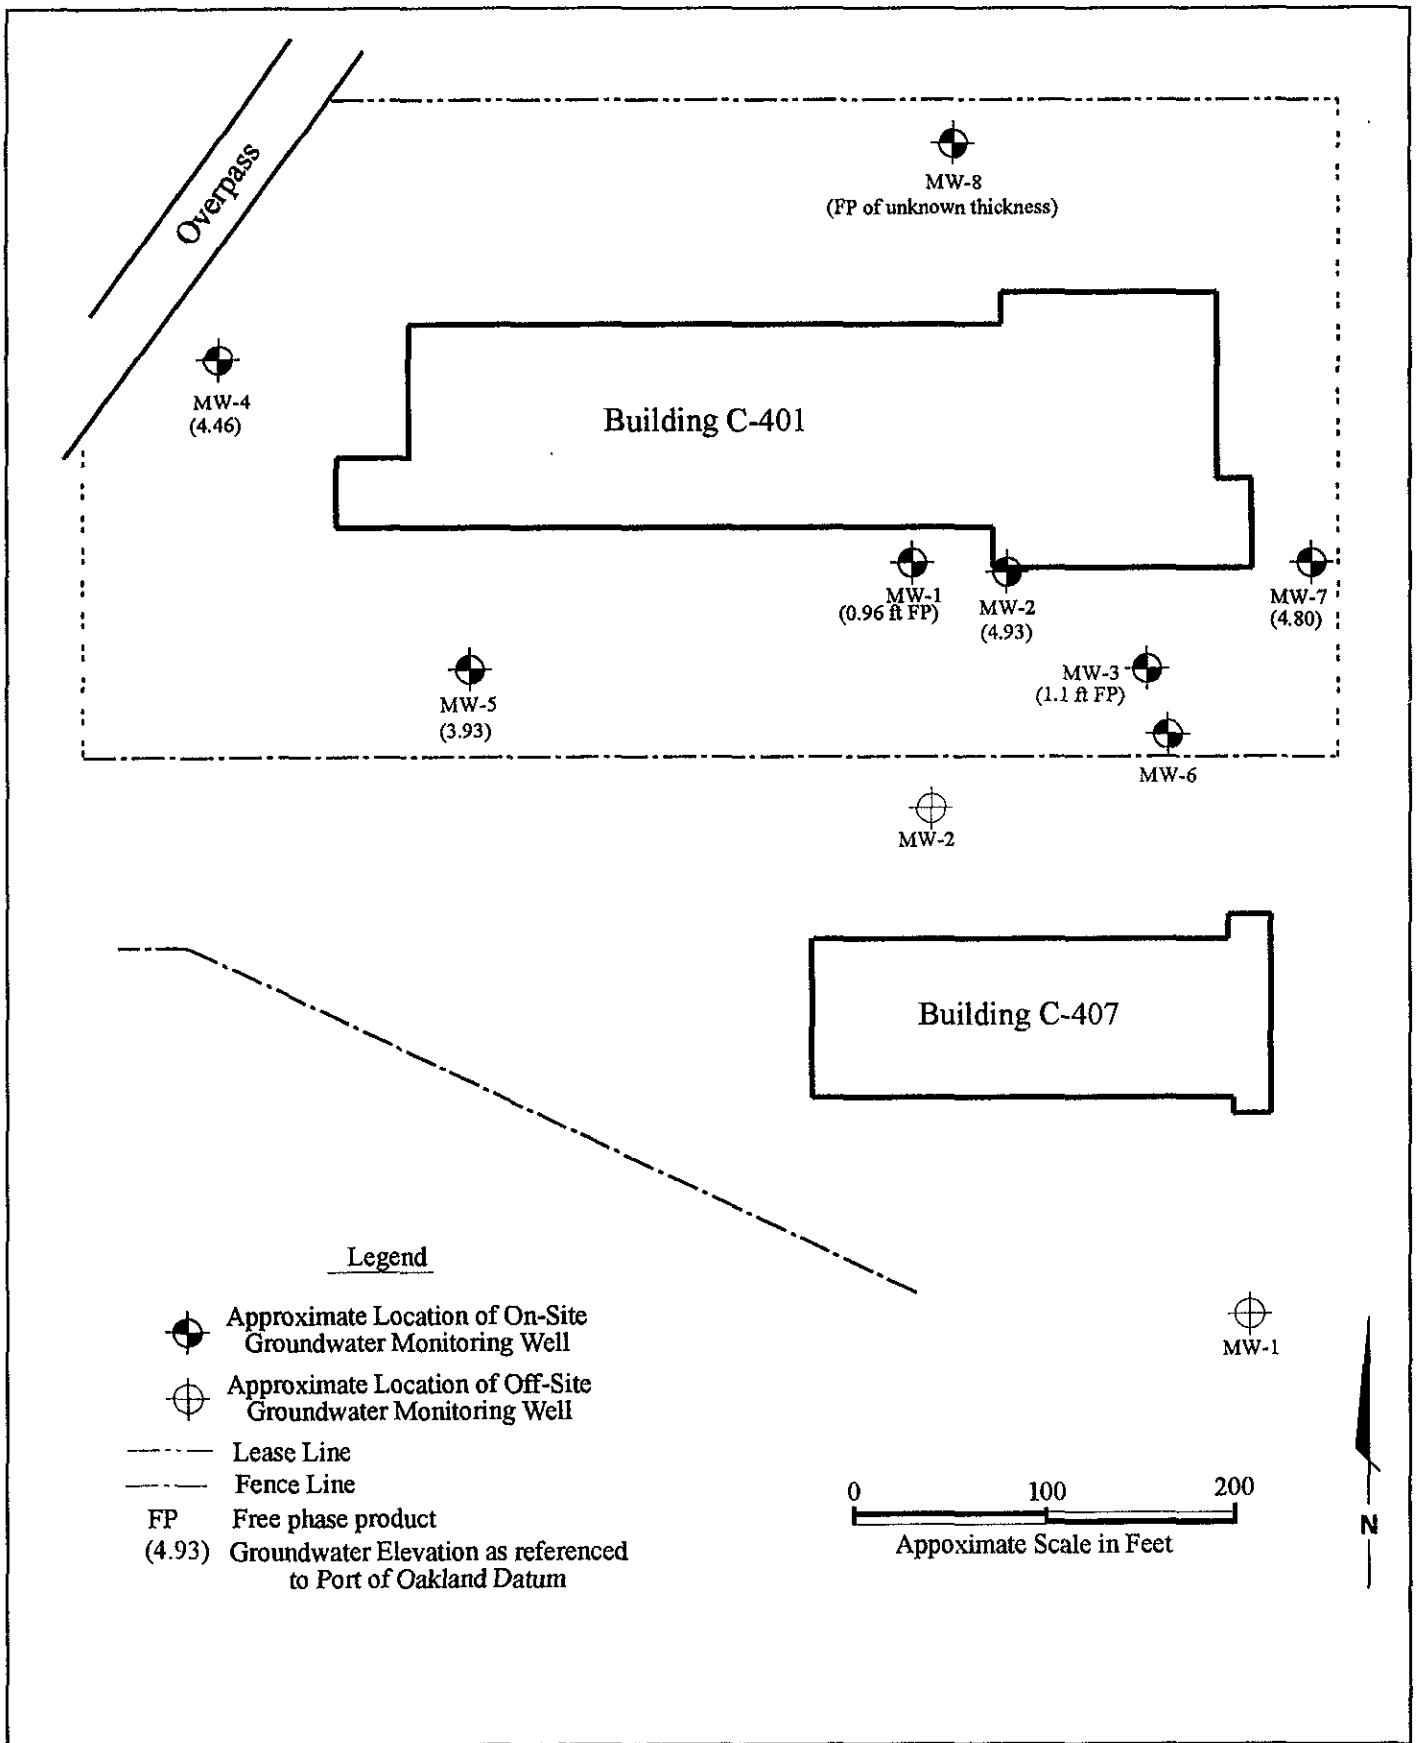 Overpass
MW-8
(FP of unknown thickness)
MW-4
(4.46)
Building C-401
MW-1
(0.96 ft FP)
MW-2
(4.93)
MW-7
(4.80)
MW-3
(1.1 ft FP)
MW-5
(3.93)
MW-6
MW-2
Building C-407
MW-1
Legend
Approximate Location of On-Site
Groundwater Monitoring Well
Approximate Location of Off-Site
Groundwater Monitoring Well
Lease Line
Fence Line
FP Free phase product
(4.93) Groundwater Elevation as referenced
to Port of Oakland Datum
0 100 200
Appoximate Scale in Feet
N